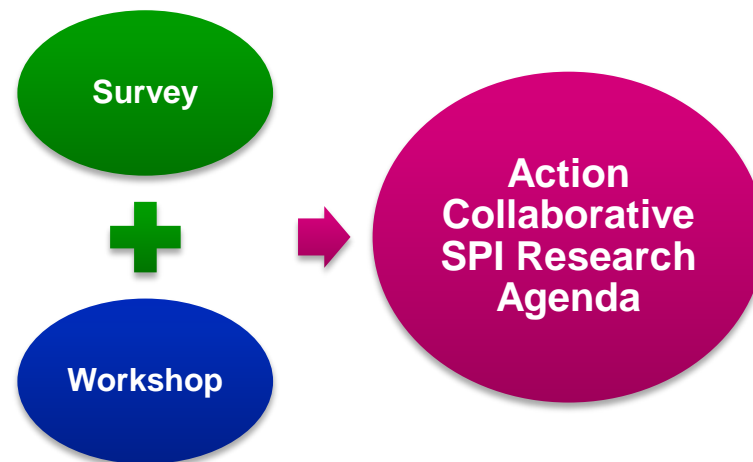 Survey
Workshop
Action
Collaborative
SPI Research
Agenda